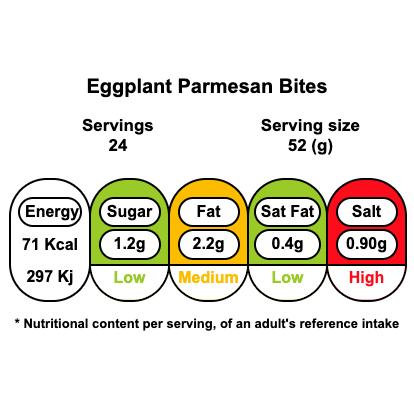 Eggplant Parmesan Bites
Servings Serving size
24 52 (g)
Energy Sugar Fat Sat Fat Salt
71 Kcal 1.2g 2.2g 0.4g 0.90g
297 Kj Low Medium Low High
* Nutritional content per serving, of an adult's reference intake